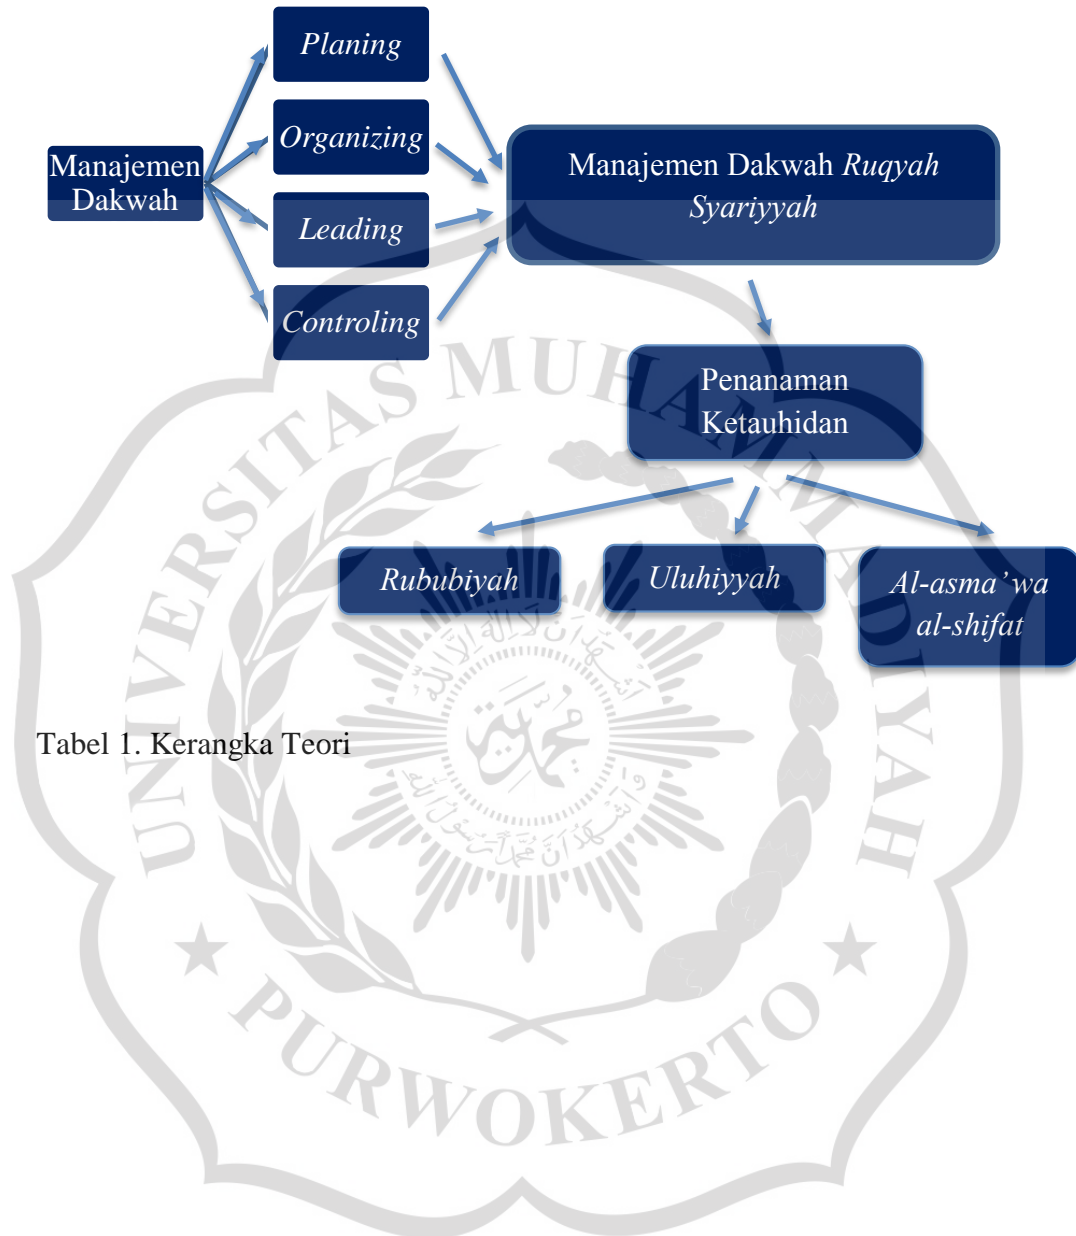 Planing
Organizing
Manajemen
Dakwah
Leading
Controling
Manajemen Dakwah Ruqyah
Syariyyah
Penanaman
Ketauhidan
Rububiyah
Uluhiyyah
Al-asma’wa
al-shifat
Tabel 1. Kerangka Teori
UNIVERSITAS MUHAMMADIYAH
PURWOKERTO